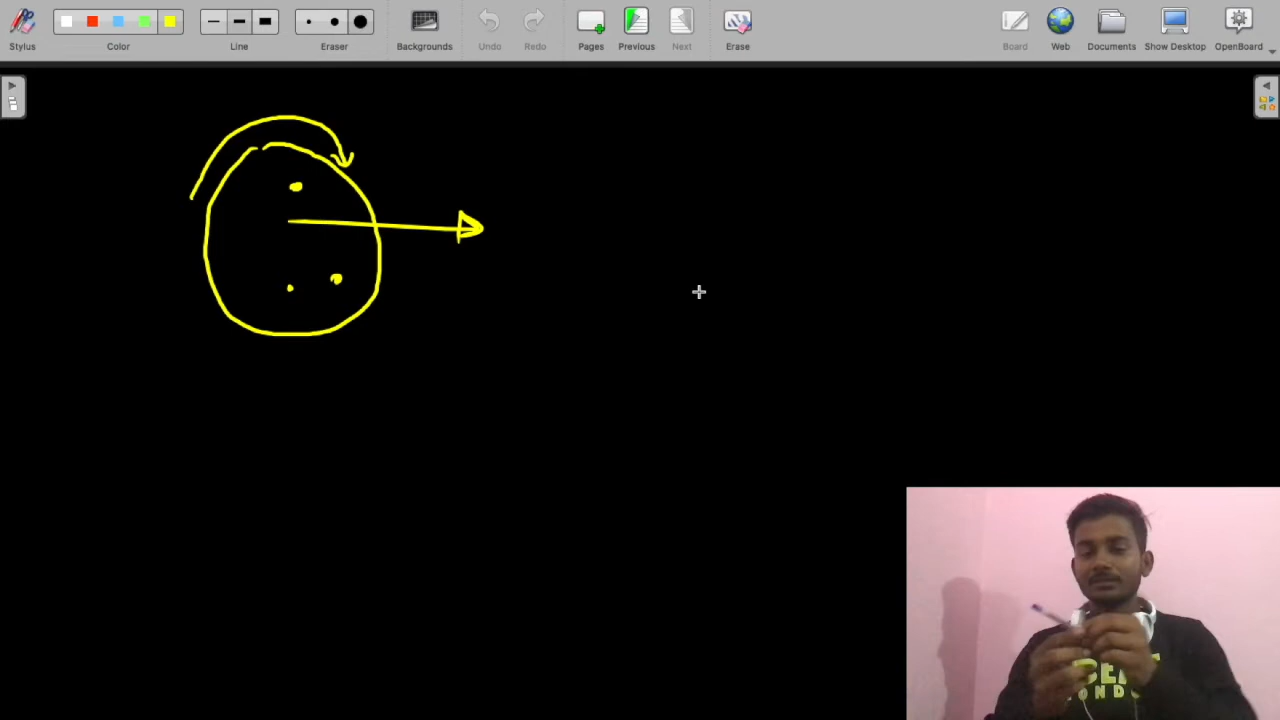 Stylus
Color
Line
Eraser
Backgrounds
Undo
Redo
Pages
Previous
Next
Erase
Board
Web
Documents
Show Desktop
OpenBoard